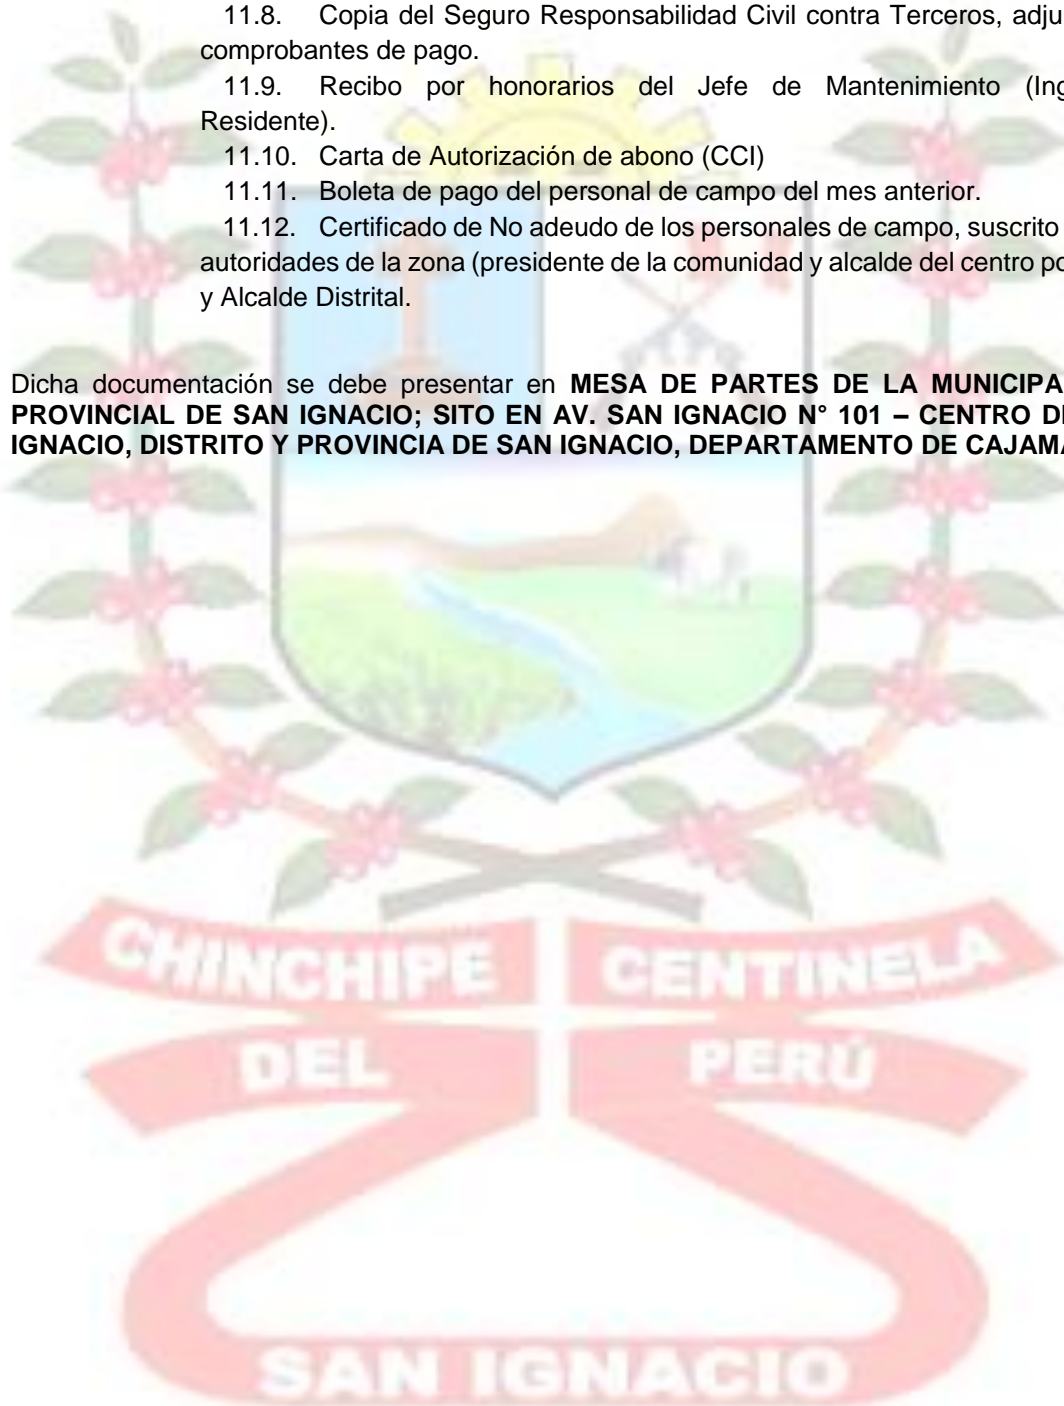 11.8. Copia del Seguro Responsabilidad Civil contra Terceros, adju
comprobantes de pago.
11.9. Recibo por honorarios del Jefe de Mantenimiento (Ing
Residente).
11.10. Carta de Autorización de abono (CCI)
11.11. Boleta de pago del personal de campo del mes anterior.
11.12. Certificado de No adeudo de los personales de campo, suscrito
autoridades de la zona (presidente de la comunidad y alcalde del centro po
y Alcalde Distrital.
Dicha documentación se debe presentar en MESA DE PARTES DE LA MUNICIPA
PROVINCIAL DE SAN IGNACIO; SITO EN AV. SAN IGNACIO N° 101 – CENTRO DE
IGNACIO, DISTRITO Y PROVINCIA DE SAN IGNACIO, DEPARTAMENTO DE CAJAMA
CHINCHIPE CENTINELA
DEL PERÚ
SAN IGNACIO